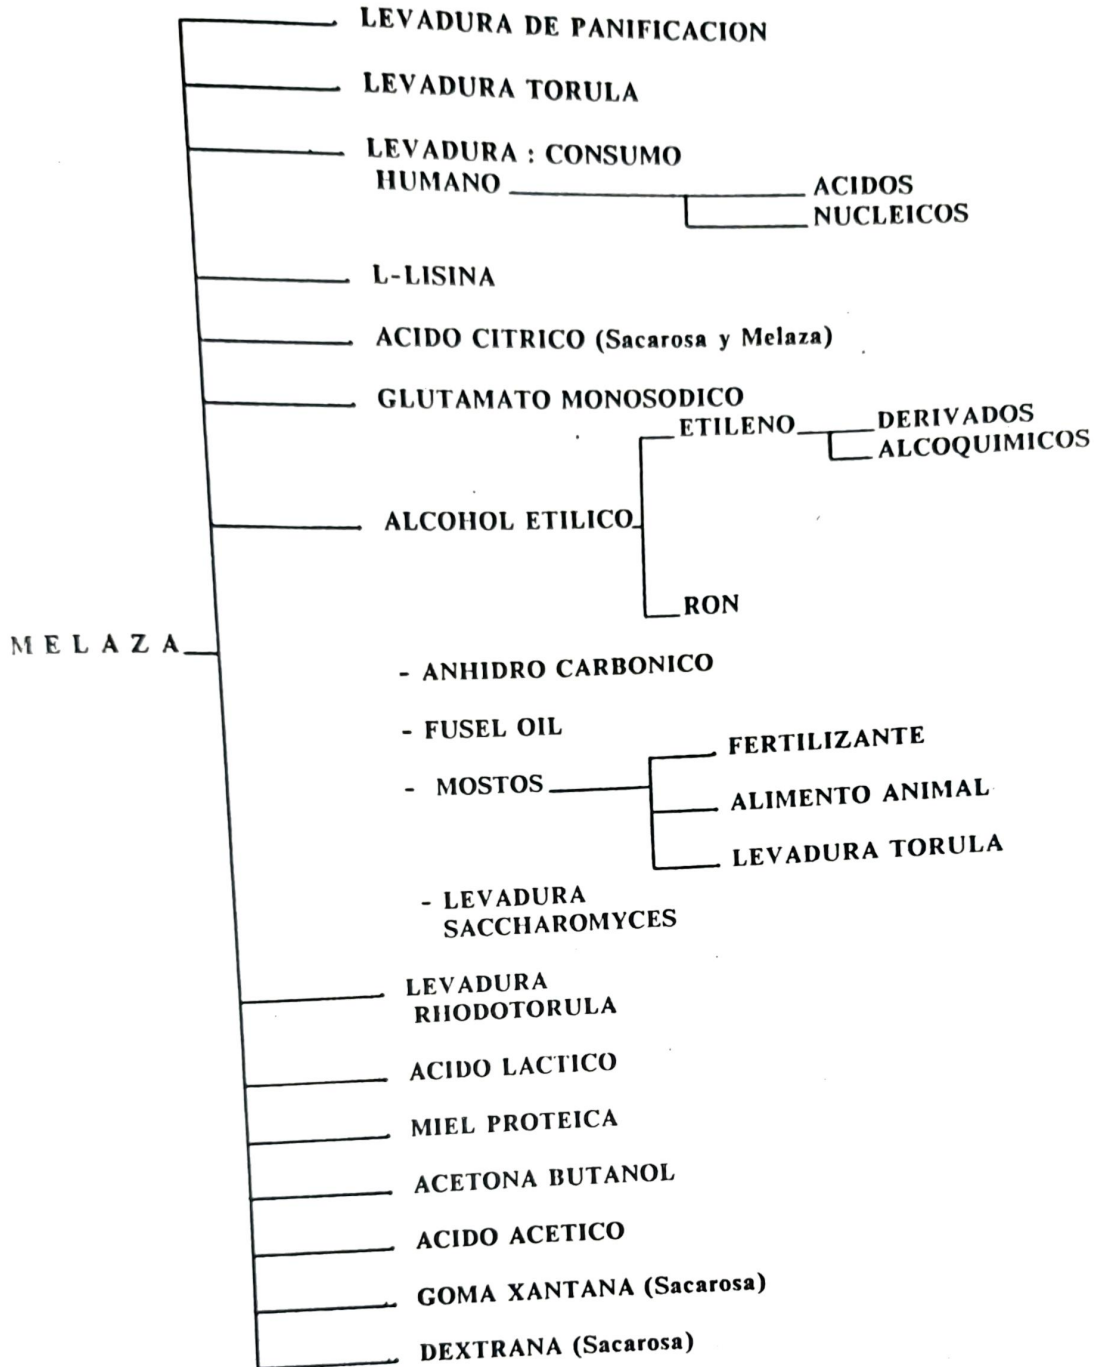 LEVADURA DE PANIFICACION
LEVADURA TORULA
LEVADURA : CONSUMO
HUMANO
ACIDOS
NUCLEICOS
L-LISINA
ACIDO CITRICO (Sacarosa y Melaza)
GLUTAMATO MONOSODICO
ETILENO
DERIVADOS
ALCOQUIMICOS
ALCOHOL ETILICO
RON
MELAZA
- ANHIDRO CARBONICO
- FUSEL OIL
- MOSTOS
FERTILIZANTE
ALIMENTO ANIMAL
LEVADURA TORULA
- LEVADURA
SACCHAROMYCES
LEVADURA
RHODOTORULA
ACIDO LACTICO
MIEL PROTEICA
ACETONA BUTANOL
ACIDO ACETICO
GOMA XANTANA (Sacarosa)
DEXTRANA (Sacarosa)